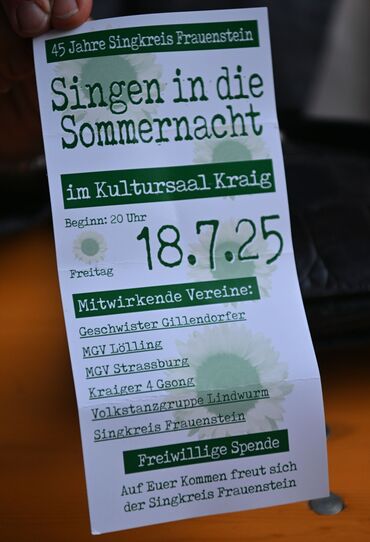 45 Jahre Singkreis Frauenstein
Singen in die
Sommernacht
im Kultursaal Kraig
Beginn: 20 Uhr
18.7.25
Freitag
Mitwirkende Vereine:
Geschwister Gillendorfer
MGV Lölling
MGV Strassburg
Kraiger 4 Gsong
Volkstanzgruppe Lindwurm
Singkreis Frauenstein
Freiwillige Spende
Auf Euer Kommen freut sich
der Singkreis Frauenstein